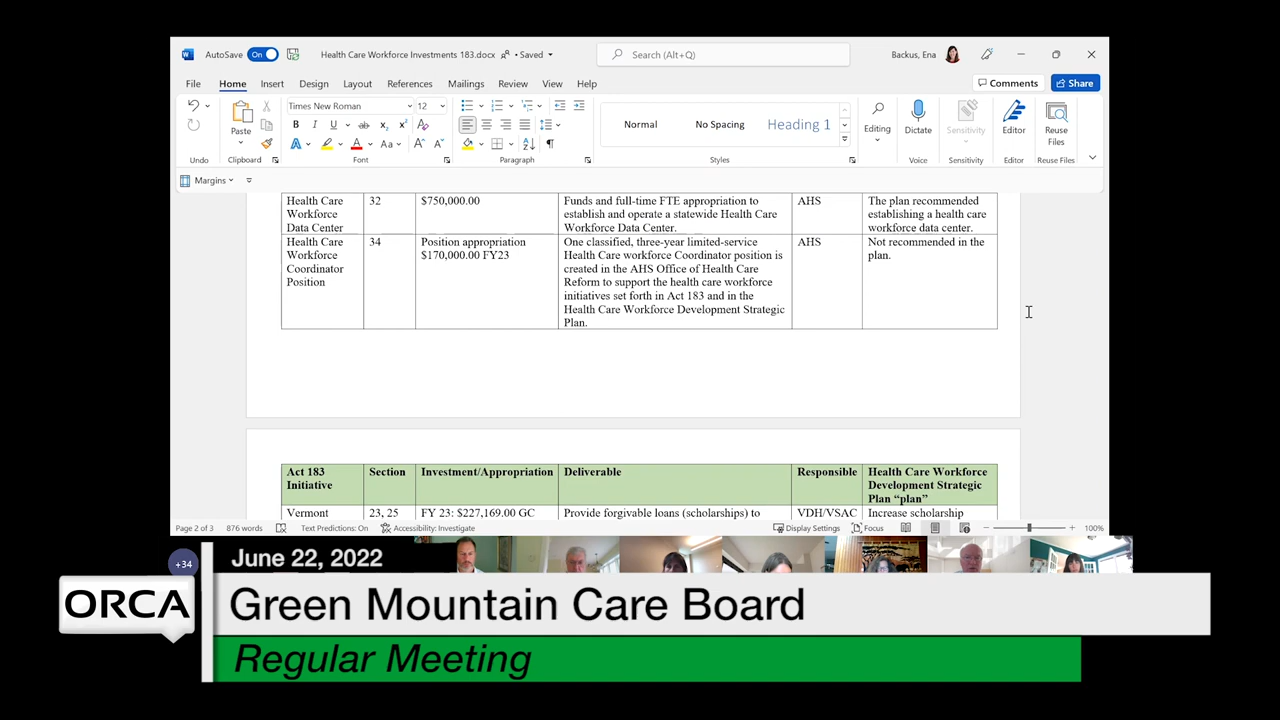 AutoSave On Health Care Workforce Investments 183.docx • Saved Search (Alt+Q) Backus, Ena
File Home Insert Design Layout References Mailings Review View Help Comments Share
Times New Roman 12
B I U ab x₂ x² A
A A Aa A A
Paste
Normal No Spacing Heading 1
Editing Dictate Sensitivity Editor Reuse Files
Undo Clipboard Font Paragraph Styles Voice Sensitivity Editor Reuse Files
Margins
Health Care Workforce Data Center
32
$750,000.00
Funds and full-time FTE appropriation to
establish and operate a statewide Health Care
Workforce Data Center.
AHS
The plan recommended
establishing a health care
workforce data center.
Health Care
Workforce
Coordinator
Position
34
Position appropriation
$170,000.00 FY23
One classified, three-year limited-service
Health Care workforce Coordinator position is
created in the AHS Office of Health Care
Reform to support the health care workforce
initiatives set forth in Act 183 and in the
Health Care Workforce Development Strategic
Plan.
AHS
Not recommended in the
plan.
Act 183
Initiative
Section
Investment/Appropriation
Deliverable
Responsible
Health Care Workforce
Development Strategic
Plan “plan”
Vermont
23, 25
FY 23: $227,169.00 GC
Provide forgivable loans (scholarships) to
VDH/VSAC
Increase scholarship
Page 2 of 3 876 words Text Predictions: On Accessibility: Investigate Display Settings Focus 100%
+34
June 22, 2022
ORCA
Green Mountain Care Board
Regular Meeting